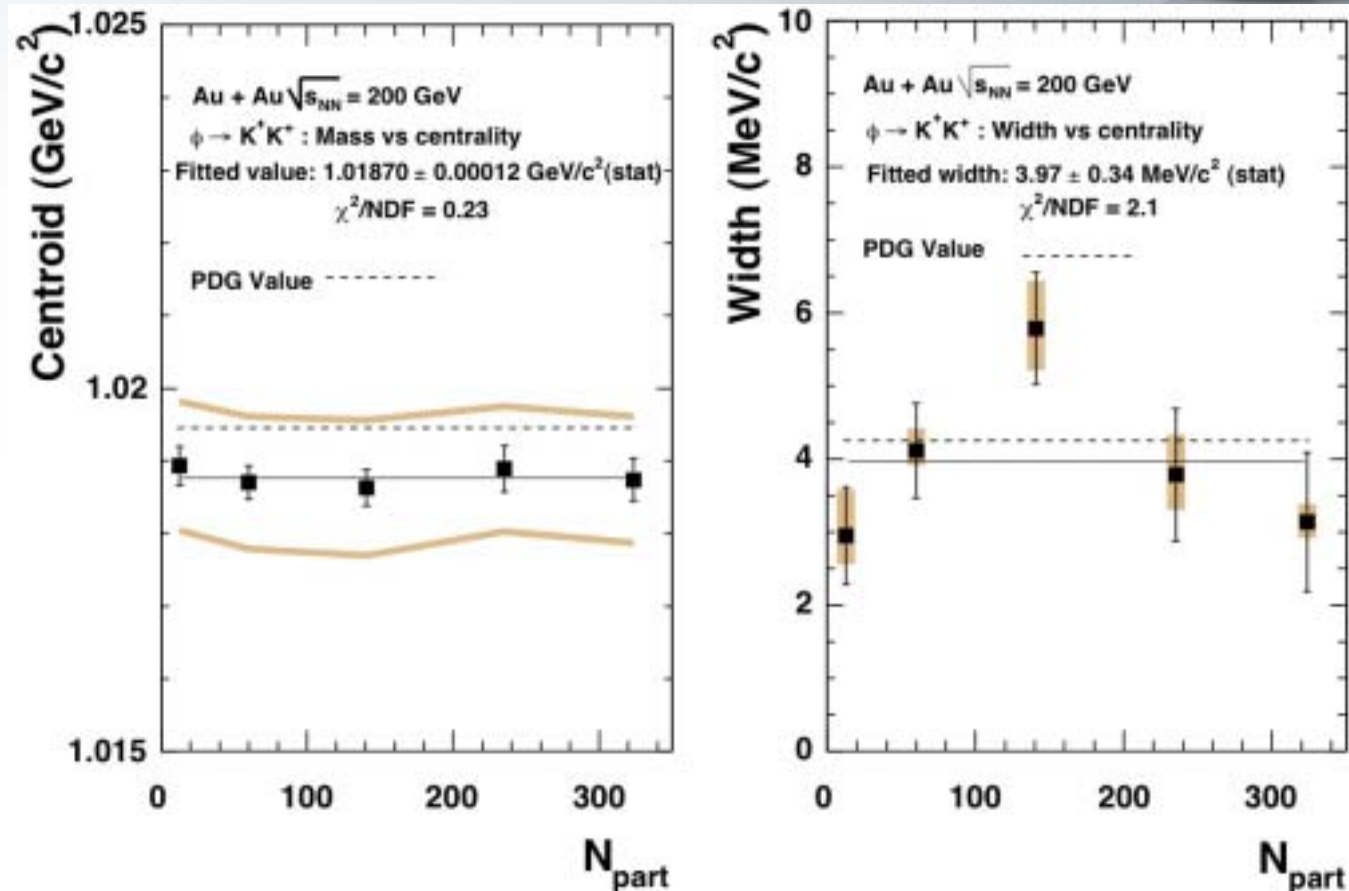 Centroid (GeV/c²)
1.025
1.02
1.015
Au + Au √s_NN = 200 GeV
ϕ → K⁺K⁺ : Mass vs centrality
Fitted value: 1.01870 ± 0.00012 GeV/c²(stat)
χ²/NDF = 0.23
PDG Value
0 100 200 300
N_part
Width (MeV/c²)
10
8
6
4
2
0
Au + Au √s_NN = 200 GeV
ϕ → K⁺K⁺ : Width vs centrality
Fitted width: 3.97 ± 0.34 MeV/c² (stat)
χ²/NDF = 2.1
PDG Value
0 100 200 300
N_part